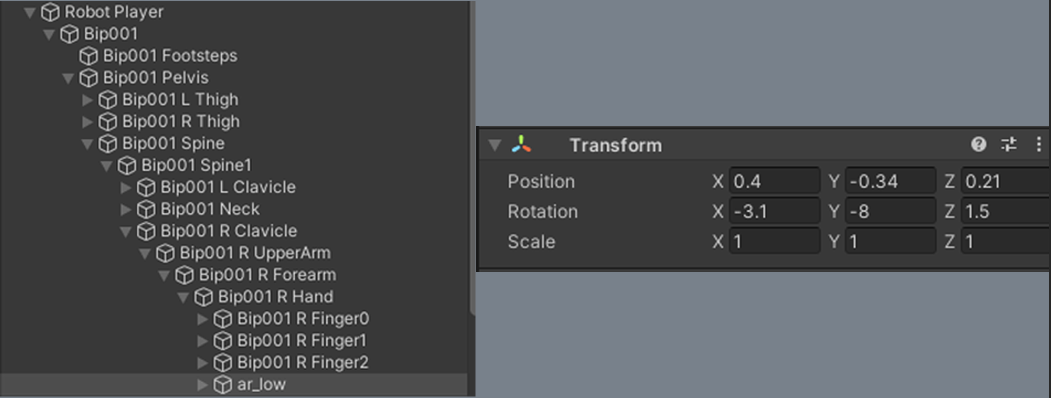 Robot Player
Bip001
Bip001 Footsteps
Bip001 Pelvis
Bip001 L Thigh
Bip001 R Thigh
Bip001 Spine
Bip001 Spine1
Bip001 L Clavicle
Bip001 Neck
Bip001 R Clavicle
Bip001 R UpperArm
Bip001 R Forearm
Bip001 R Hand
Bip001 R Finger0
Bip001 R Finger1
Bip001 R Finger2
ar_low
Transform
Position X 0.4 Y -0.34 Z 0.21
Rotation X -3.1 Y -8 Z 1.5
Scale X 1 Y 1 Z 1